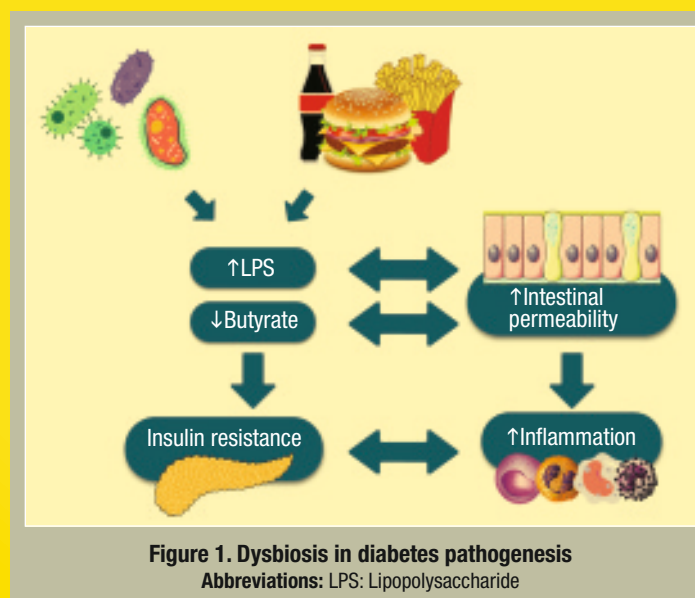 ↑LPS
↓Butyrate
↑Intestinal
permeability
Insulin resistance
↑Inflammation
Figure 1. Dysbiosis in diabetes pathogenesis
Abbreviations: LPS: Lipopolysaccharide